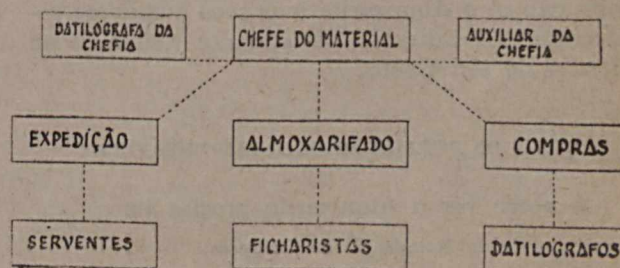 DATILÓGRAFA DA
CHEFIA
CHEFE DO MATERIAL
AUXILIAR DA
CHEFIA
EXPEDIÇÃO
ALMOXARIFADO
COMPRAS
SERVENTES
FICHARISTAS
DATILÓGRAFOS